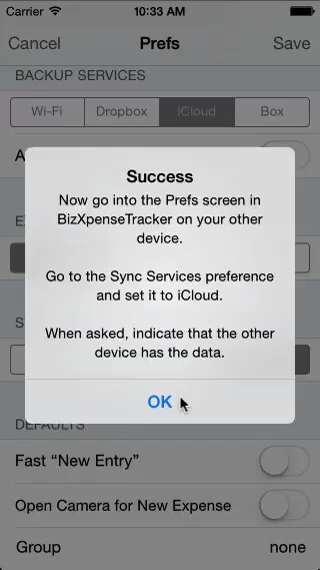 Carrier 10:33 AM
Cancel Prefs Save
BACKUP SERVICES
Wi-Fi Dropbox iCloud Box
A
Success
Now go into the Prefs screen in
BizXpenseTracker on your other
device.
E
Go to the Sync Services preference
and set it to iCloud.
S
When asked, indicate that the other
device has the data.
OK
DEFAULTS
Fast “New Entry”
Open Camera for New Expense
Group none